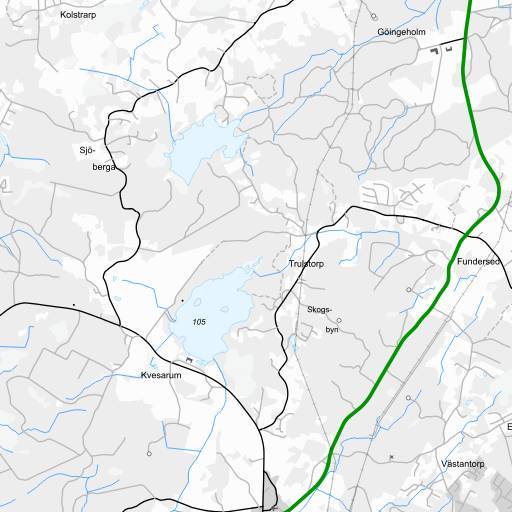 Kolstrarp
Göingeholm
Sjö-
berga
Fundersed
Trulstorp
Skogs-
byn
105
Kvesarum
E
Västantorp